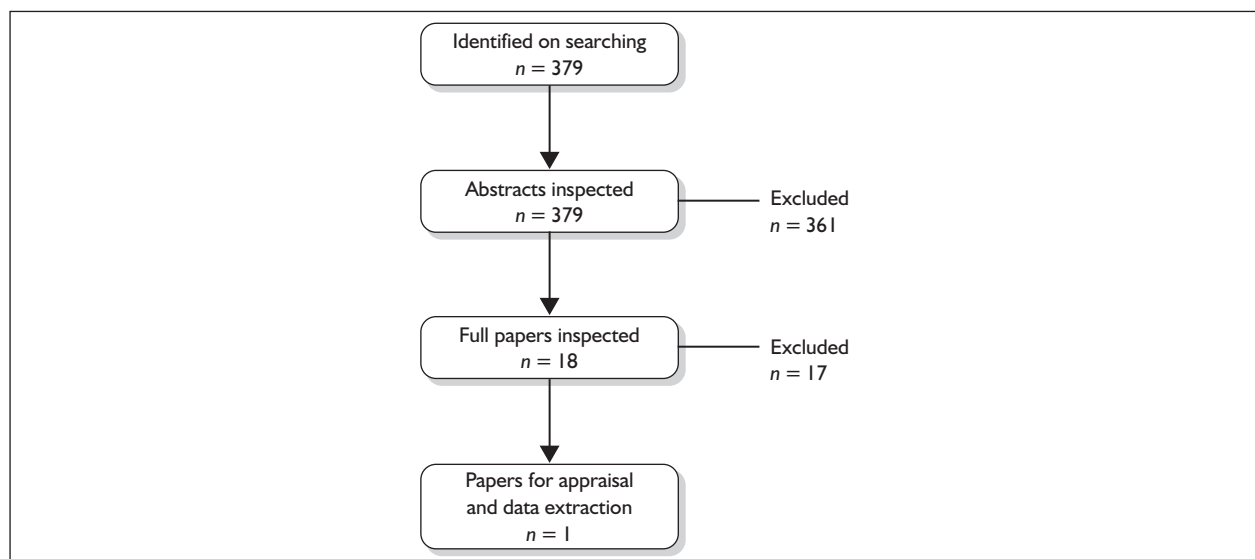 Identified on searching
n = 379
Abstracts inspected
n = 379
Excluded
n = 361
Full papers inspected
n = 18
Excluded
n = 17
Papers for appraisal
and data extraction
n = 1